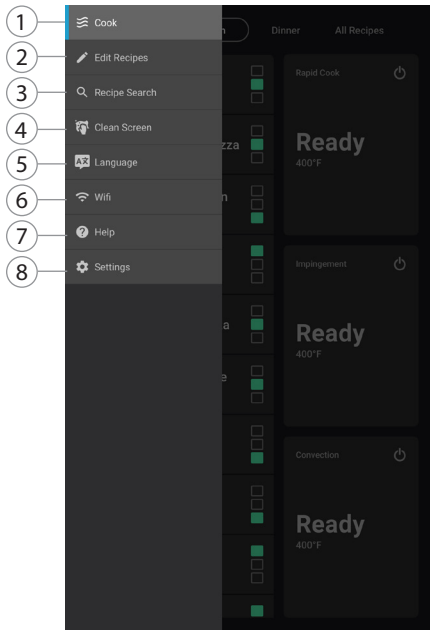 1 Cook
2 Edit Recipes
3 Recipe Search
4 Clean Screen
5 Language
6 Wifi
7 Help
8 Settings
Dinner
All Recipes
Rapid Cook
Ready
400°F
Impingement
Ready
400°F
Convection
Ready
400°F